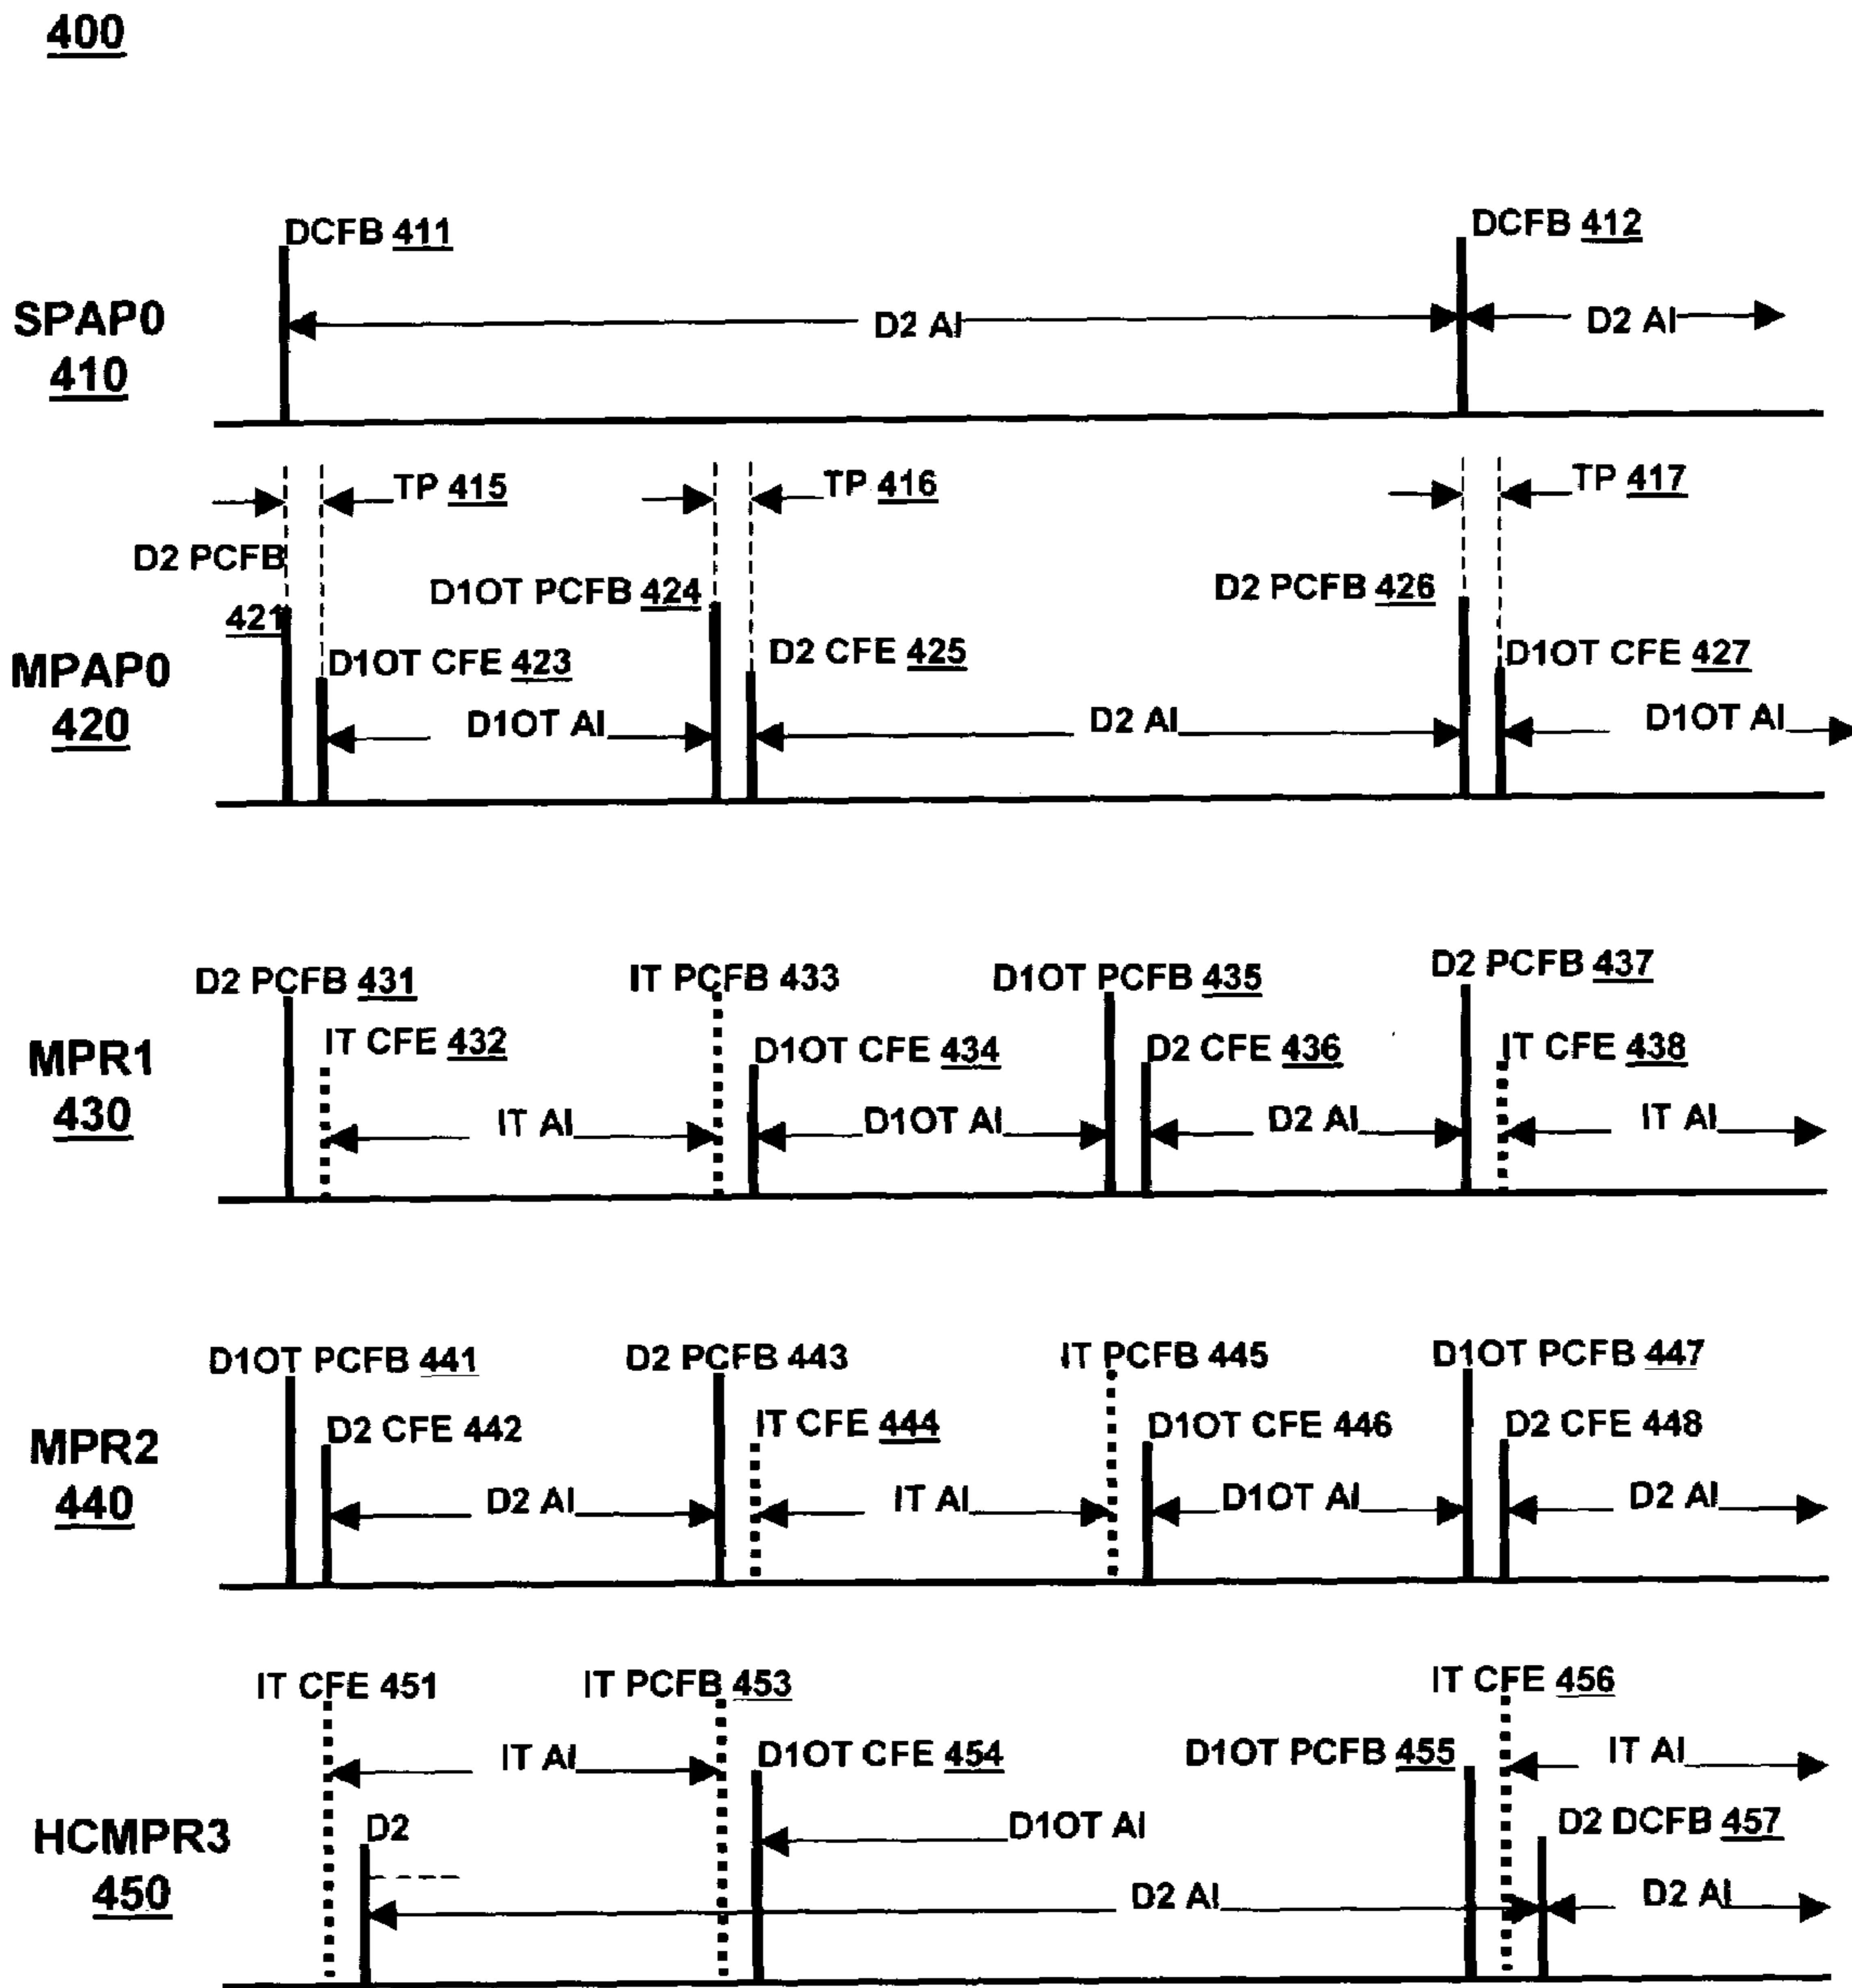 400
DCFB 411
DCFB 412
SPAP0
410
D2 AI
D2 AI
TP 415
TP 416
TP 417
D2 PCFB
421
D1OT PCFB 424
D2 PCFB 426
MPAP0
420
D1OT CFE 423
D2 CFE 425
D1OT CFE 427
D1OT AI
D2 AI
D1OT AI
D2 PCFB 431
IT PCFB 433
D1OT PCFB 435
D2 PCFB 437
MPR1
430
IT CFE 432
D1OT CFE 434
D2 CFE 436
IT CFE 438
IT AI
D1OT AI
D2 AI
IT AI
D1OT PCFB 441
D2 PCFB 443
IT PCFB 445
D1OT PCFB 447
MPR2
440
D2 CFE 442
IT CFE 444
D1OT CFE 446
D2 CFE 448
D2 AI
IT AI
D1OT AI
D2 AI
IT CFE 451
IT PCFB 453
IT CFE 456
IT AI
D1OT CFE 454
D1OT PCFB 455
IT AI
HCMPR3
450
D2
D1OT AI
D2 DCFB 457
D2 AI
D2 AI